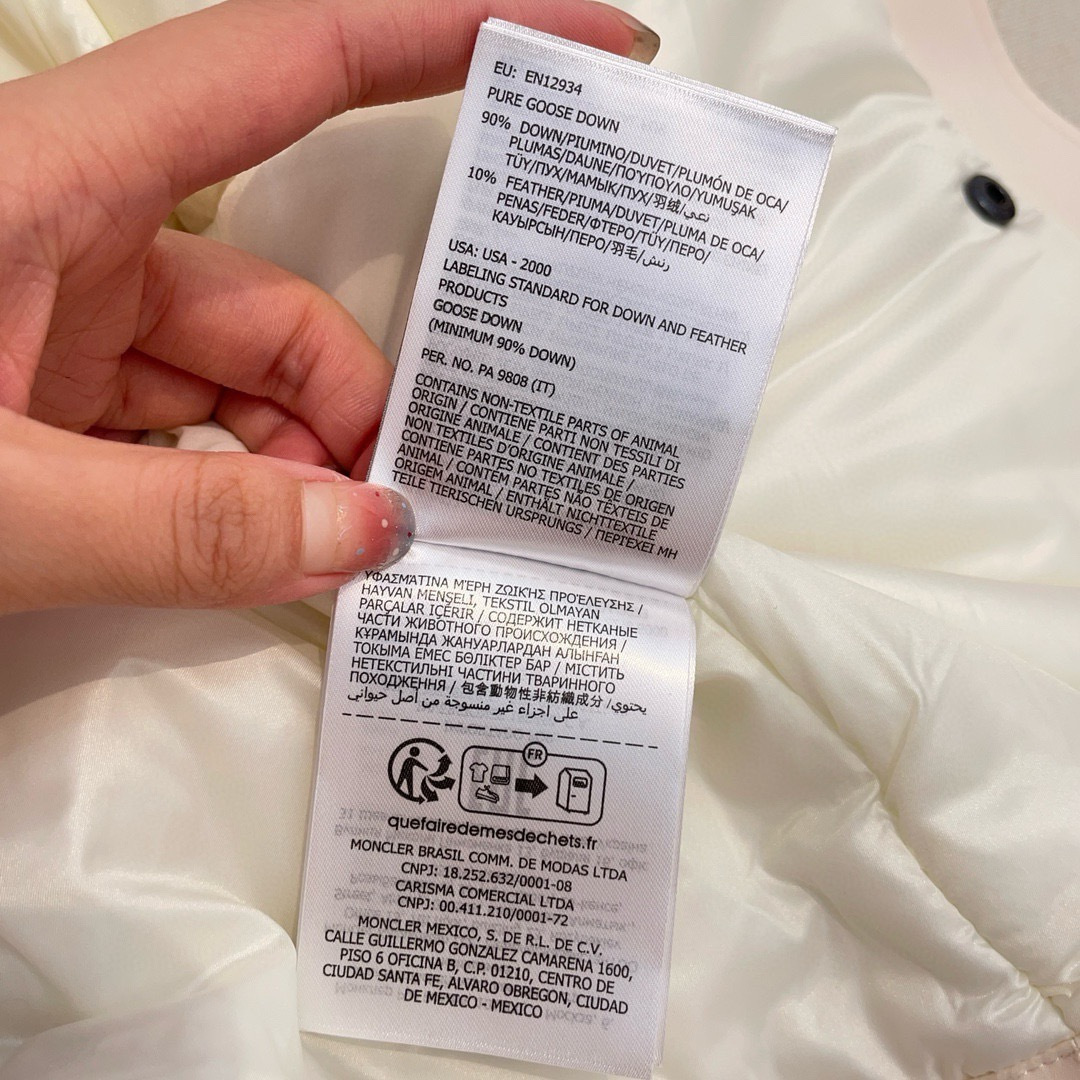 EU: EN12934
PURE GOOSE DOWN
90% DOWN/PIUMINO/DUVET/PLUMÓN DE OCA/
PLUMAS/DAUNE/ΠΟΥΠΟΥΛΟ/YUMUŞAK
TÜY/ПУХ/МАМЫК/ПУХ/羽绒/
10% FEATHER/PIUMA/DUVET/PLUMA DE OCA/
PENAS/FEDER/ΦΤΕΡΟ/TÜY/ПЕРО/
КАУЫРСЫН/ПЕРО/羽毛/
USA: USA - 2000
LABELING STANDARD FOR DOWN AND FEATHER
PRODUCTS
GOOSE DOWN
(MINIMUM 90% DOWN)
PER. NO. PA 9808 (IT)
CONTAINS NON-TEXTILE PARTS OF ANIMAL
ORIGIN / CONTIENE PARTI NON TESSILI DI
ORIGINE ANIMALE / CONTIENT DES PARTIES
NON TEXTILES D'ORIGINE ANIMALE /
CONTIENE PARTES NO TEXTILES DE ORIGEN
ANIMAL / CONTÉM PARTES NÃO TÊXTEIS DE
ORIGEM ANIMAL / ENTHÄLT NICHTTEXTILE
TEILE TIERISCHEN URSPRUNGS / ΠΕΡΙΈΧΕΙ ΜΗ
ΥΦΑΣΜΆΤΙΝΑ ΜΈΡΗ ΖΩΙΚΉΣ ΠΡΟΈΛΕΥΣΗΣ /
HAYVAN MENŞELİ, TEKSTIL OLMAYAN
PARÇALAR IÇERIR / СОДЕРЖИТ НЕТКАНЫЕ
ЧАСТИ ЖИВОТНОГО ПРОИСХОЖДЕНИЯ /
ҚҰРАМЫНДА ЖАНУАРЛАРДАН АЛЫНҒАН
ТОКЫМА ЕМЕС БӨЛІКТЕР БАР / МІСТИТЬ
НЕТЕКСТИЛЬНІ ЧАСТИНИ ТВАРИННОГО
ПОХОДЖЕННЯ / 包含動物性非紡織成分 / يحتوي
على اجزاء غير منسوجة من أصل حيواني
FR
quefairedemesdechets.fr
MONCLER BRASIL COMM. DE MODAS LTDA
CNPJ: 18.252.632/0001-08
CARISMA COMERCIAL LTDA
CNPJ: 00.411.210/0001-72
MONCLER MEXICO, S. DE R.L. DE C.V.
CALLE GUILLERMO GONZALEZ CAMARENA 1600,
PISO 6 OFICINA B, C.P. 01210, CENTRO DE
CIUDAD SANTA FE, ALVARO OBREGON, CIUDAD
DE MEXICO - MEXICO